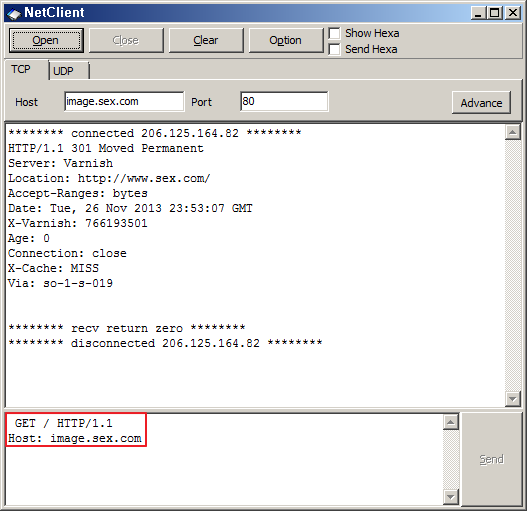 NetClient
Open Close Clear Option Show Hexa
Send Hexa
TCP UDP
Host image.sex.com Port 80 Advance
******** connected 206.125.164.82 ********
HTTP/1.1 301 Moved Permanent
Server: Varnish
Location: http://www.sex.com/
Accept-Ranges: bytes
Date: Tue, 26 Nov 2013 23:53:07 GMT
X-Varnish: 766193501
Age: 0
Connection: close
X-Cache: MISS
Via: so-1-s-019
******** recv return zero ********
******** disconnected 206.125.164.82 ********
GET / HTTP/1.1
Host: image.sex.com
Send